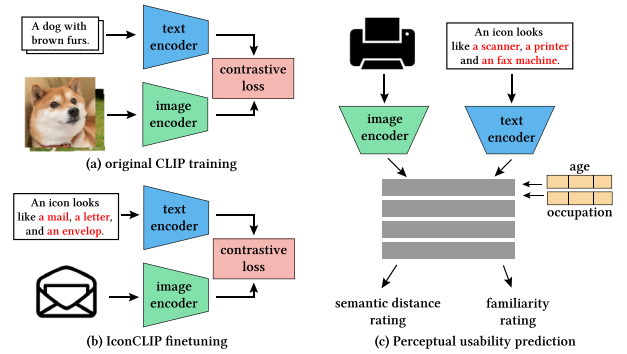 A dog with
brown furs.
text
encoder
contrastive
loss
image
encoder
(a) original CLIP training
An icon looks
like a mail, a letter,
and an envelop.
text
encoder
contrastive
loss
image
encoder
(b) IconCLIP finetuning
An icon looks
like a scanner, a printer
and an fax machine.
image
encoder
text
encoder
age
occupation
semantic distance
rating
familiarity
rating
(c) Perceptual usability prediction